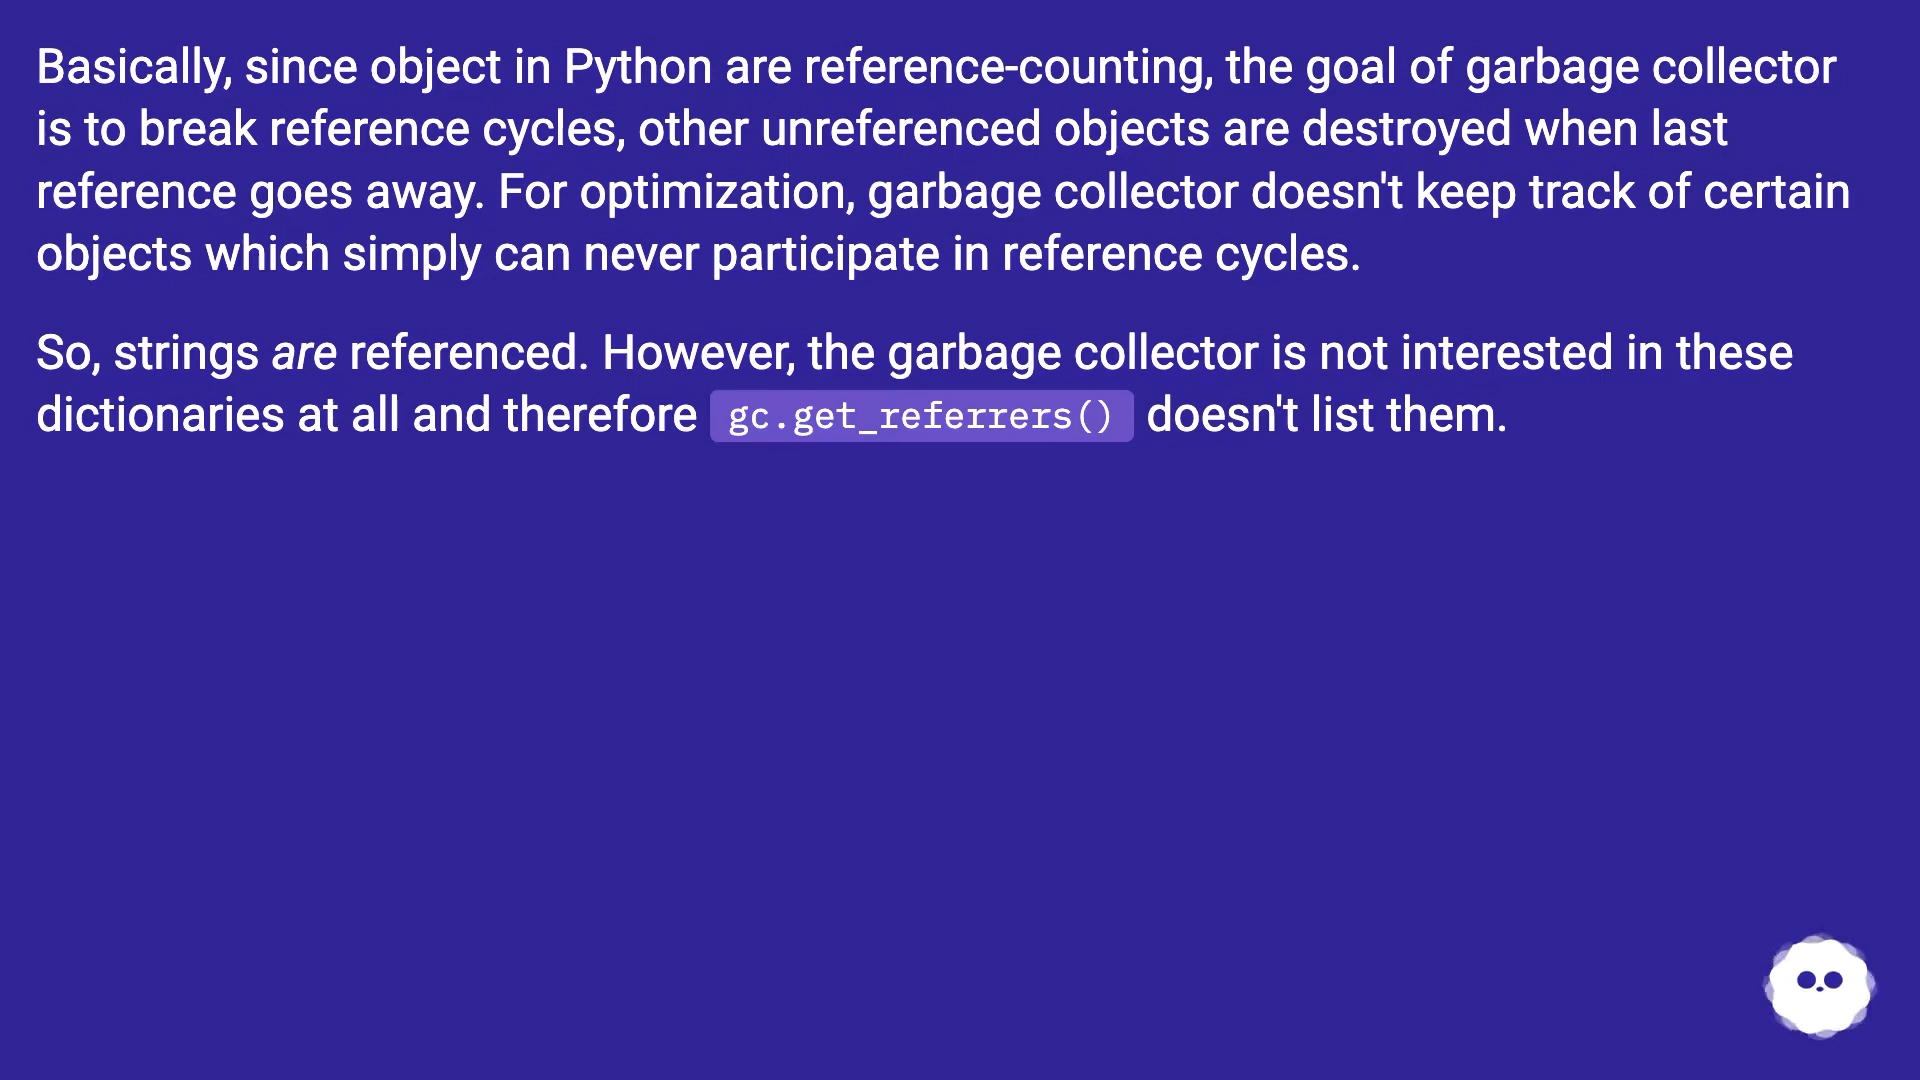 Basically, since object in Python are reference-counting, the goal of garbage collector
is to break reference cycles, other unreferenced objects are destroyed when last
reference goes away. For optimization, garbage collector doesn't keep track of certain
objects which simply can never participate in reference cycles.
So, strings are referenced. However, the garbage collector is not interested in these
dictionaries at all and therefore gc.get_referrers() doesn't list them.